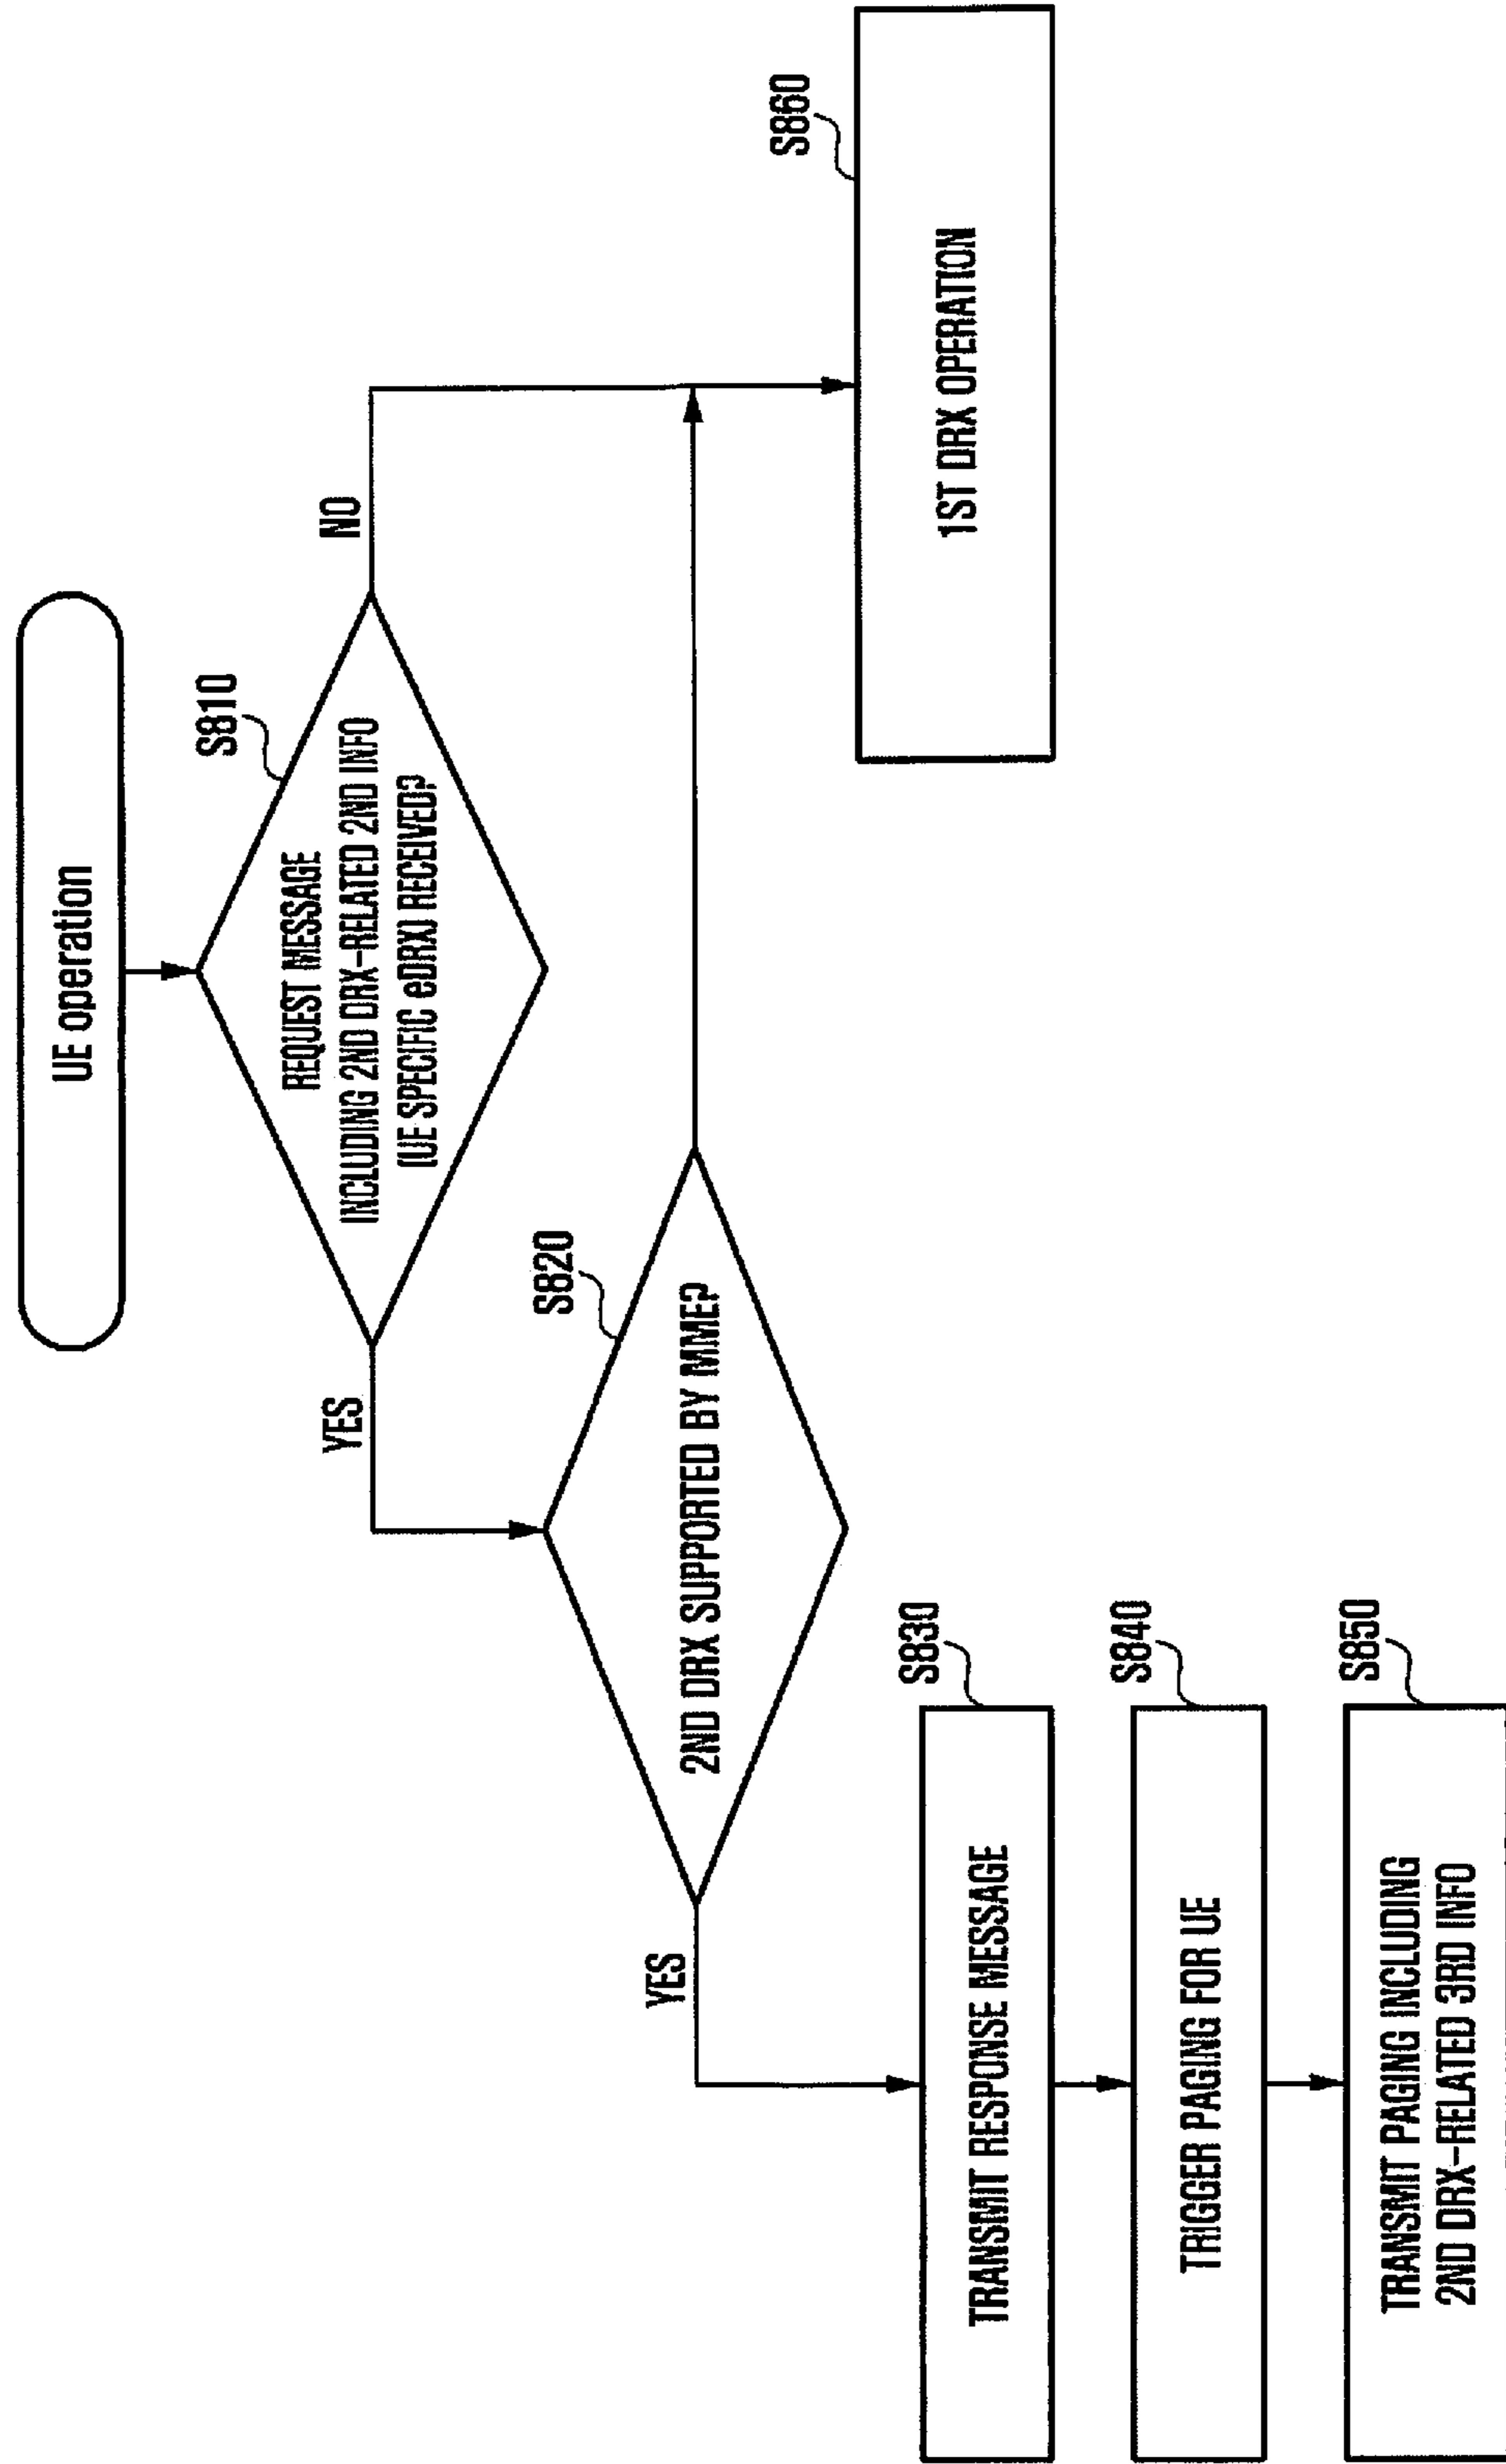 UE operation
S810
REQUEST MESSAGE
INCLUDING 2ND DRX-RELATED 2ND INFO
(UE SPECIFIC eDRX) RECEIVED?
YES
NO
S820
2ND DRX SUPPORTED BY MME?
YES
S830
TRANSMIT RESPONSE MESSAGE
S840
TRIGGER PAGING FOR UE
S850
TRANSMIT PAGING INCLUDING
2ND DRX-RELATED 3RD INFO
S860
1ST DRX OPERATION